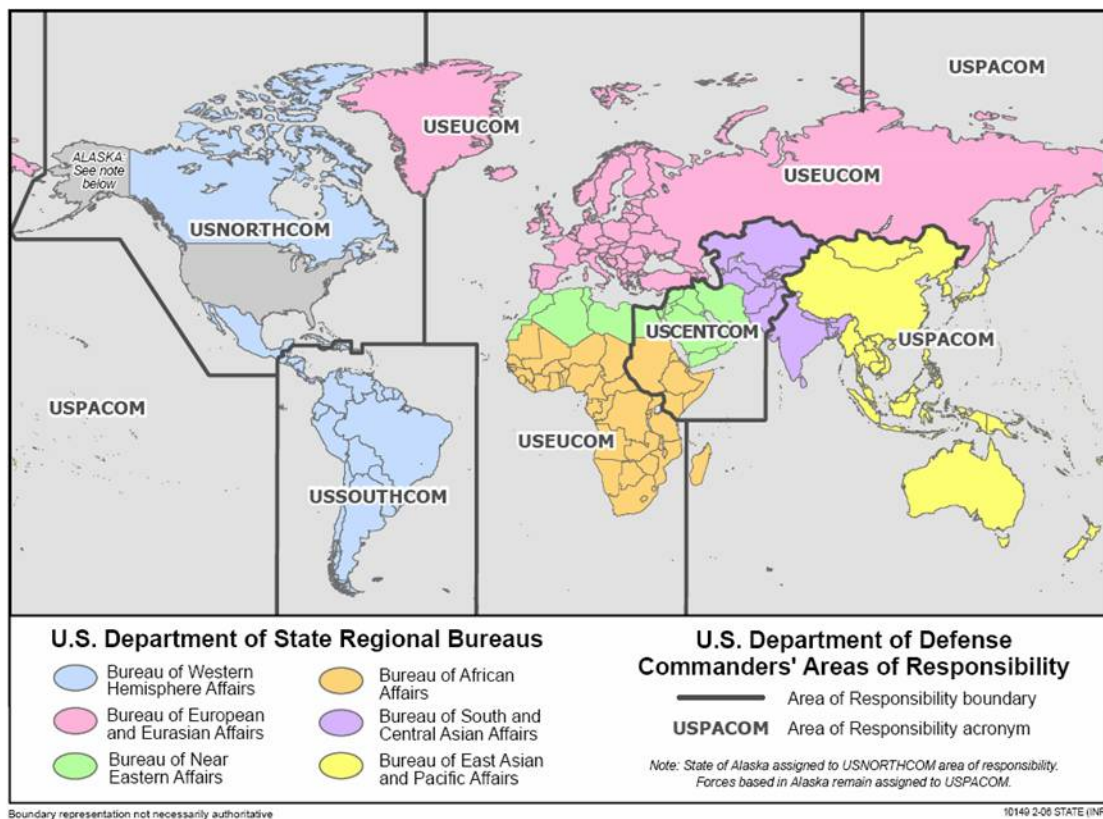 USPACOM
USEUCOM
ALASKA:
See note
below
USEUCOM
USNORTHCOM
USCENTCOM
USPACOM
USPACOM
USEUCOM
USSOUTHCOM
U.S. Department of State Regional Bureaus
Bureau of Western
Hemisphere Affairs
Bureau of European
and Eurasian Affairs
Bureau of Near
Eastern Affairs
Bureau of African
Affairs
Bureau of South and
Central Asian Affairs
Bureau of East Asian
and Pacific Affairs
U.S. Department of Defense
Commanders' Areas of Responsibility
Area of Responsibility boundary
USPACOM Area of Responsibility acronym
Note: State of Alaska assigned to USNORTHCOM area of responsibility.
Forces based in Alaska remain assigned to USPACOM.
Boundary representation not necessarily authoritative
10149 2-06 STATE (INR